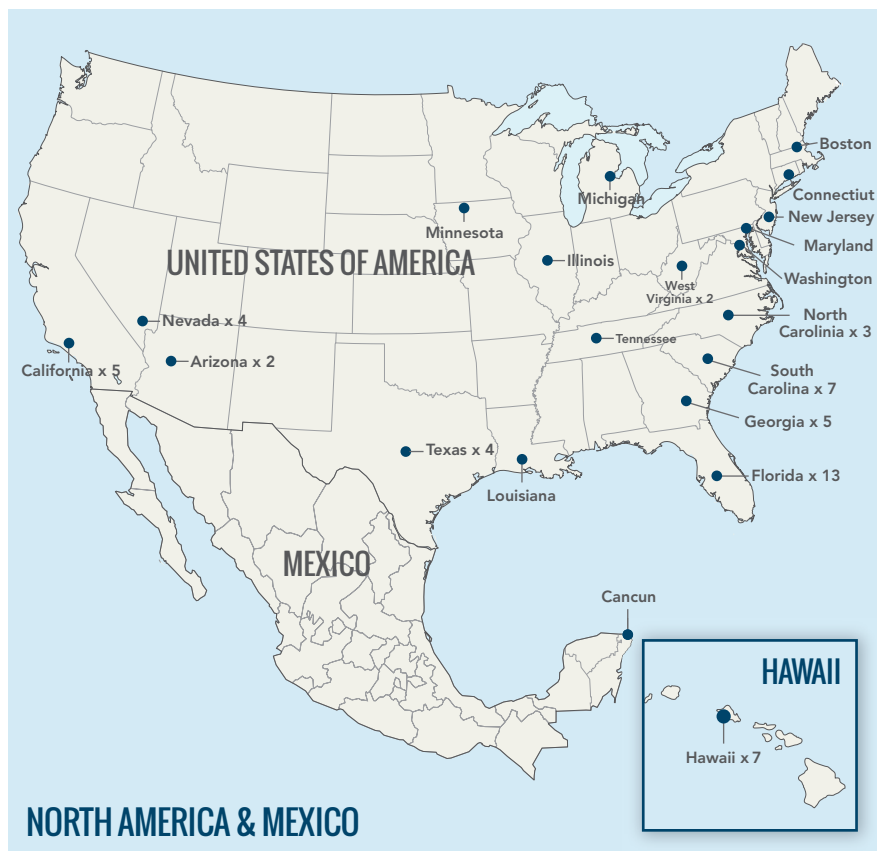 Boston
Connectiut
New Jersey
Maryland
Washington
Michigan
Minnesota
Illinois
West
Virginia x 2
UNITED STATES OF AMERICA
Nevada x 4
North
Carolinia x 3
Tennessee
California x 5
Arizona x 2
South
Carolina x 7
Georgia x 5
Texas x 4
Florida x 13
Louisiana
MEXICO
Cancun
HAWAII
Hawaii x 7
NORTH AMERICA & MEXICO